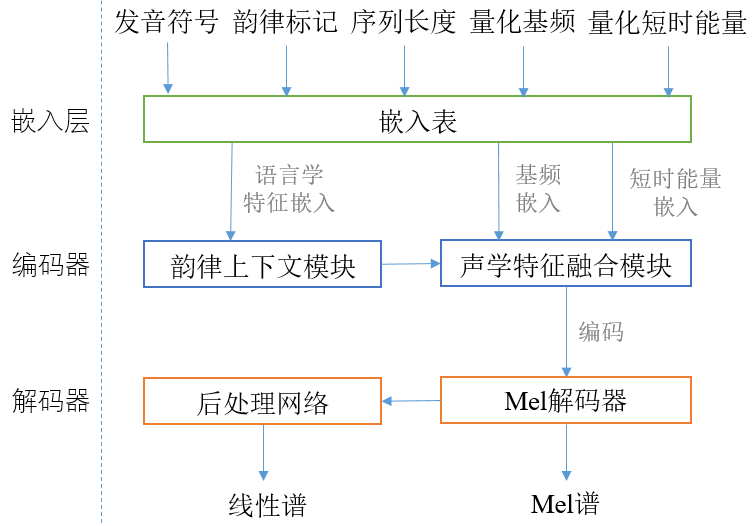 发音符号 韵律标记 序列长度 量化基频 量化短时能量
嵌入层 嵌入表
语言学
特征嵌入
基频
嵌入
短时能量
嵌入
编码器 韵律上下文模块 声学特征融合模块
编码
解码器 后处理网络 Mel解码器
线性谱 Mel谱